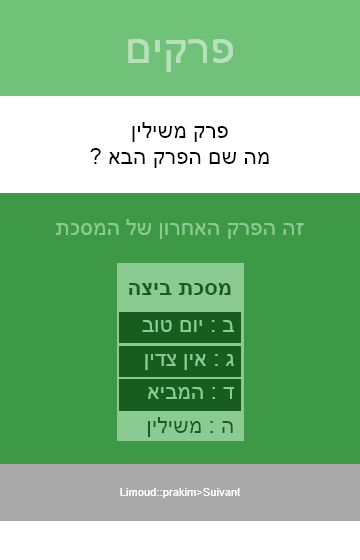 פרקים
פרק משילין
מה שם הפרק הבא ?
זה הפרק האחרון של המסכת
מסכת ביצה
ב : יום טוב
ג : אין צדין
ד : המביא
ה : משילין
Limoud::prakim>Suivant